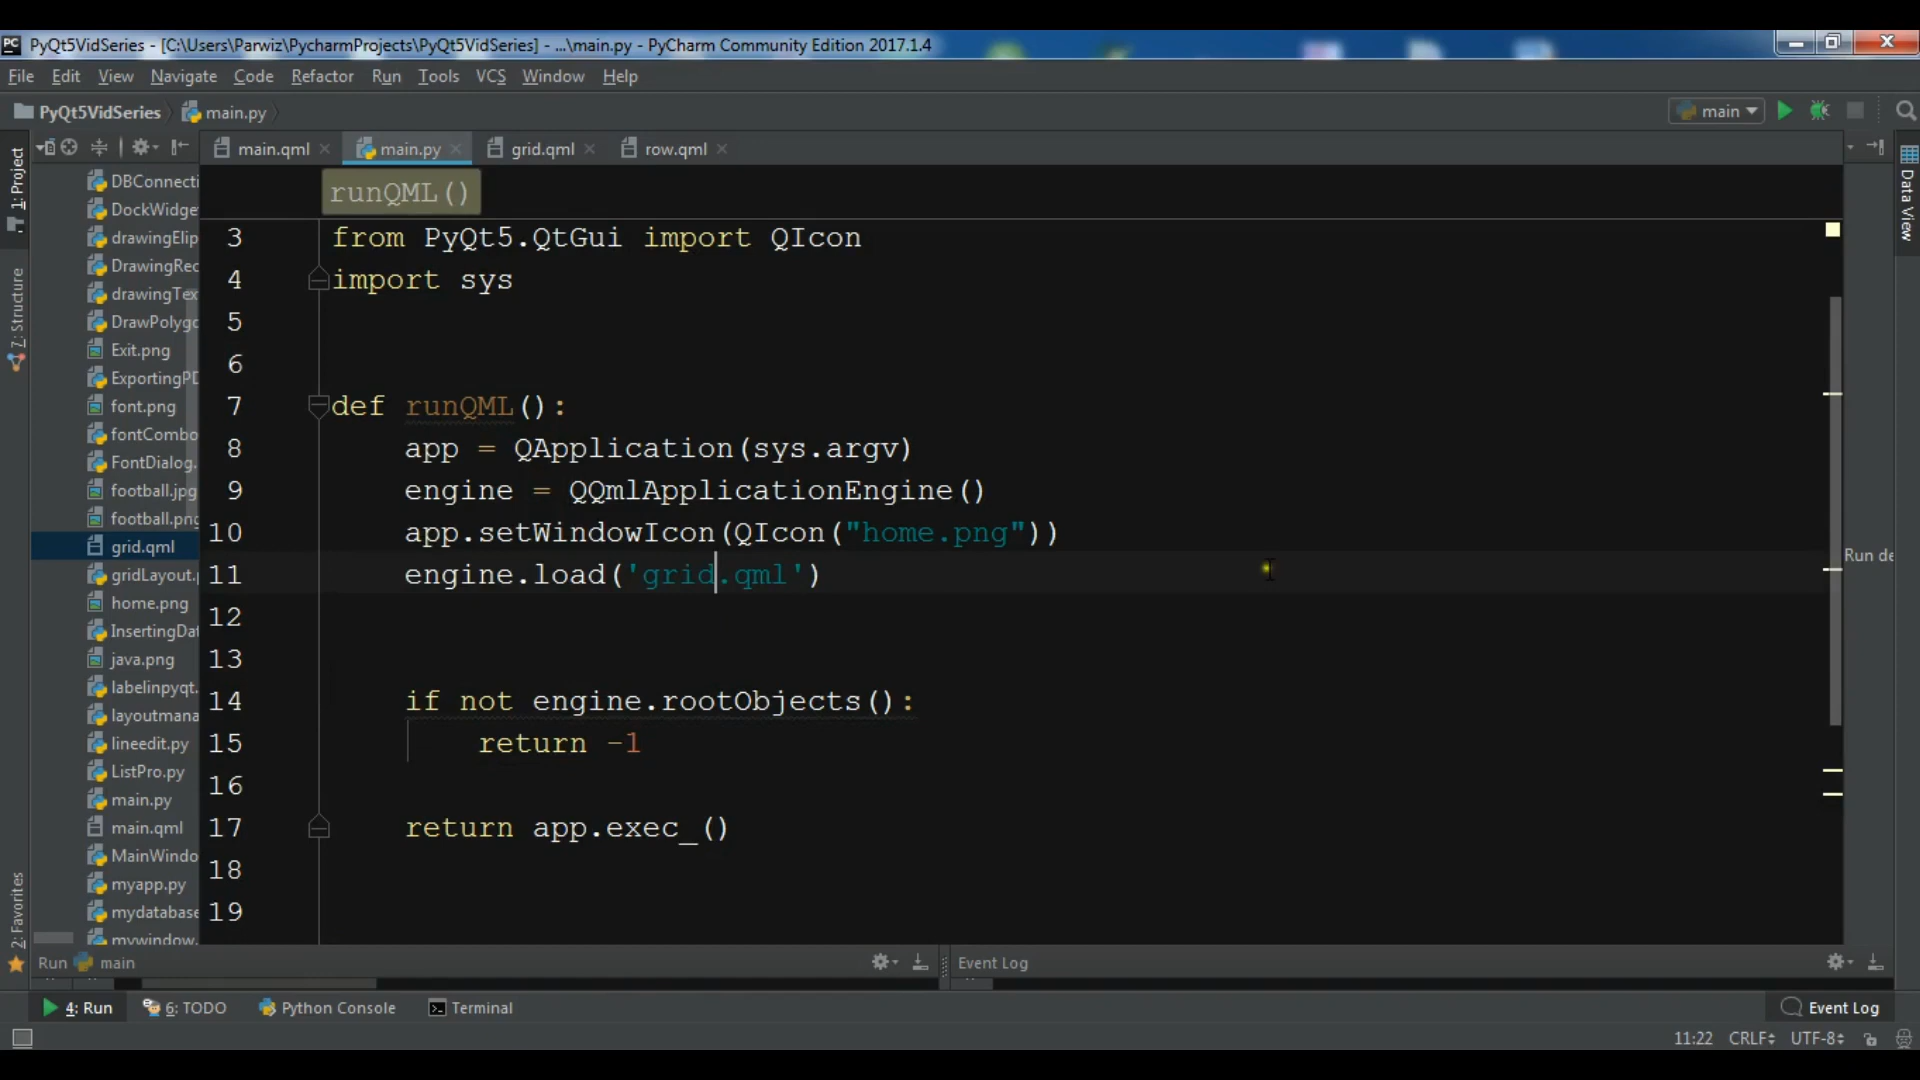 PyQt5VidSeries - [C:\Users\Parwiz\PycharmProjects\PyQt5VidSeries] - ...\main.py - PyCharm Community Edition 2017.1.4
File Edit View Navigate Code Refactor Run Tools VCS Window Help
PyQt5VidSeries main.py main
main.qml main.py grid.qml row.qml
1: Project
7: Structure
2: Favorites
DBConnecti
DockWidge
drawingElip
DrawingRec
drawingTex
DrawPolygo
Exit.png
ExportingPD
font.png
fontCombo
FontDialog.
football.jpg
football.png
grid.qml
gridLayout.
home.png
InsertingDat
java.png
labelinpyqt.
layoutmana
lineedit.py
ListPro.py
main.py
main.qml
MainWindo
myapp.py
mydatabase
mywindow.
runQML()
3 from PyQt5.QtGui import QIcon
4 import sys
5
6
7 def runQML():
8 app = QApplication(sys.argv)
9 engine = QQmlApplicationEngine()
10 app.setWindowIcon(QIcon("home.png"))
11 engine.load('grid.qml')
12
13
14 if not engine.rootObjects():
15 return -1
16
17 return app.exec_()
18
19
Data View
Run de
Run main
Event Log
4: Run 6: TODO Python Console Terminal Event Log
11:22 CRLF UTF-8